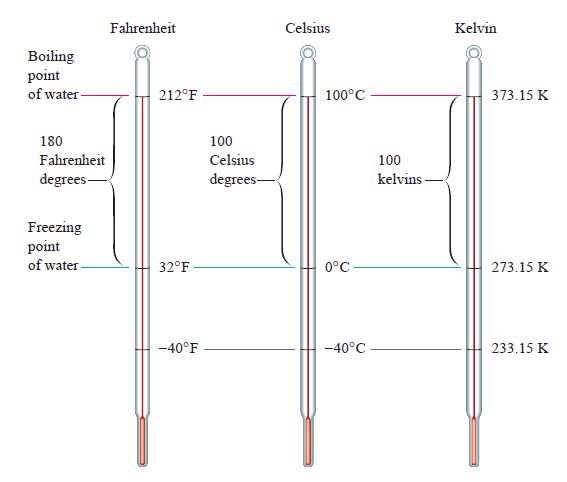 Fahrenheit
Celsius
Kelvin
Boiling
point
of water
212°F
100°C
373.15 K
180
Fahrenheit
degrees
100
Celsius
degrees
100
kelvins
Freezing
point
of water
32°F
0°C
273.15 K
−40°F
−40°C
233.15 K